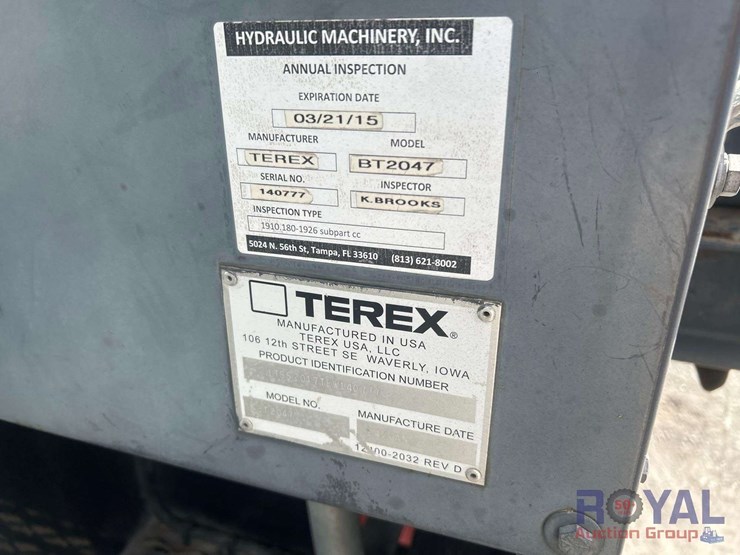 HYDRAULIC MACHINERY, INC.
ANNUAL INSPECTION
EXPIRATION DATE
03/21/15
MANUFACTURER MODEL
TEREX BT2047
SERIAL NO. INSPECTOR
140777 K.BROOKS
INSPECTION TYPE
1910.180-1926 subpart cc
5024 N. 56th St, Tampa, FL 33610 (813) 621-8002
TEREX®
MANUFACTURED IN USA
TEREX USA, LLC
106 12th STREET SE WAVERLY, IOWA
PRODUCT IDENTIFICATION NUMBER
MODEL NO. MANUFACTURE DATE
12100-2032 REV D
ROYAL
Auction Group